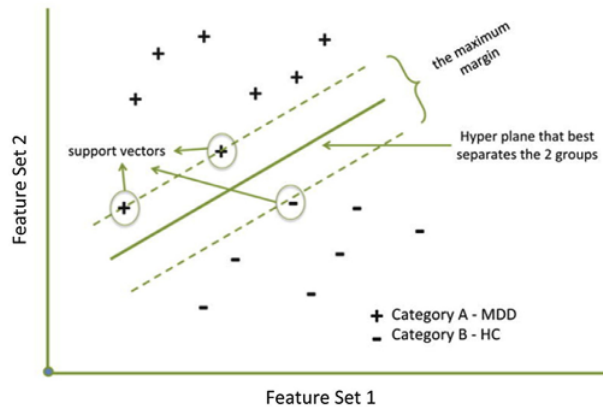 the maximum
margin
support vectors
Hyper plane that best
separates the 2 groups
Feature Set 2
+ Category A - MDD
- Category B - HC
Feature Set 1